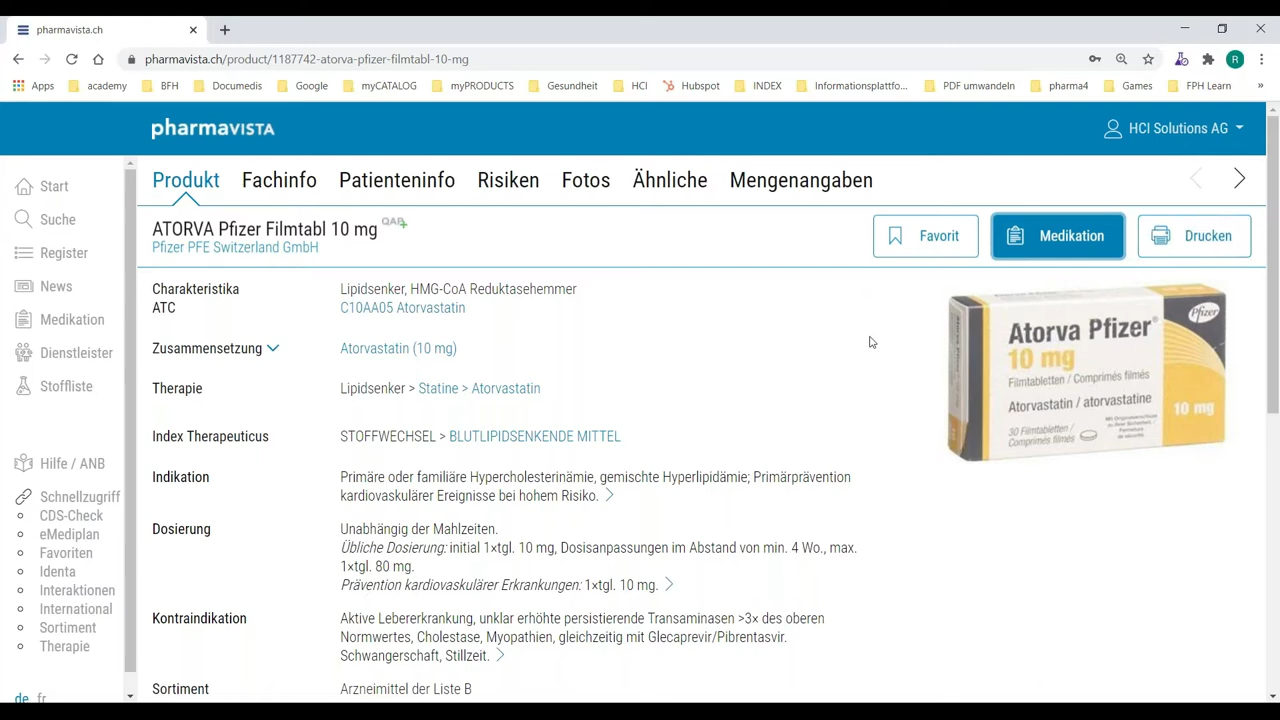 pharmavista.ch
pharmavista.ch/product/1187742-atorva-pfizer-filmtabl-10-mg
R
Apps academy BFH Documedis Google myCATALOG myPRODUCTS Gesundheit HCI Hubspot INDEX Informationsplattfo... PDF umwandeln pharma4 Games FPH Learn »
pharmaVISTA
HCI Solutions AG
Start
Suche
Register
News
Medikation
Dienstleister
Stoffliste
Hilfe / ANB
Schnellzugriff
CDS-Check
eMediplan
Favoriten
Identa
Interaktionen
International
Sortiment
Therapie
de fr
Produkt Fachinfo Patienteninfo Risiken Fotos Ähnliche Mengenangaben
ATORVA Pfizer Filmtabl 10 mg QAP+
Pfizer PFE Switzerland GmbH
Favorit Medikation Drucken
Charakteristika Lipidsenker, HMG-CoA Reduktasehemmer
ATC C10AA05 Atorvastatin
Zusammensetzung Atorvastatin (10 mg)
Therapie Lipidsenker > Statine > Atorvastatin
Index Therapeuticus STOFFWECHSEL > BLUTLIPIDSENKENDE MITTEL
Indikation Primäre oder familiäre Hypercholesterinämie, gemischte Hyperlipidämie; Primärprävention
kardiovaskulärer Ereignisse bei hohem Risiko.
Dosierung Unabhängig der Mahlzeiten.
Übliche Dosierung: initial 1×tgl. 10 mg, Dosisanpassungen im Abstand von min. 4 Wo., max.
1×tgl. 80 mg.
Prävention kardiovaskulärer Erkrankungen: 1×tgl. 10 mg.
Kontraindikation Aktive Lebererkrankung, unklar erhöhte persistierende Transaminasen >3× des oberen
Normwertes, Cholestase, Myopathien, gleichzeitig mit Glecaprevir/Pibrentasvir.
Schwangerschaft, Stillzeit.
Sortiment Arzneimittel der Liste B
Pfizer
Atorva Pfizer®
10 mg
Filmtabletten / Comprimés filmés
Atorvastatin / atorvastatine
30 Filmtabletten /
Comprimés filmés
10 mg